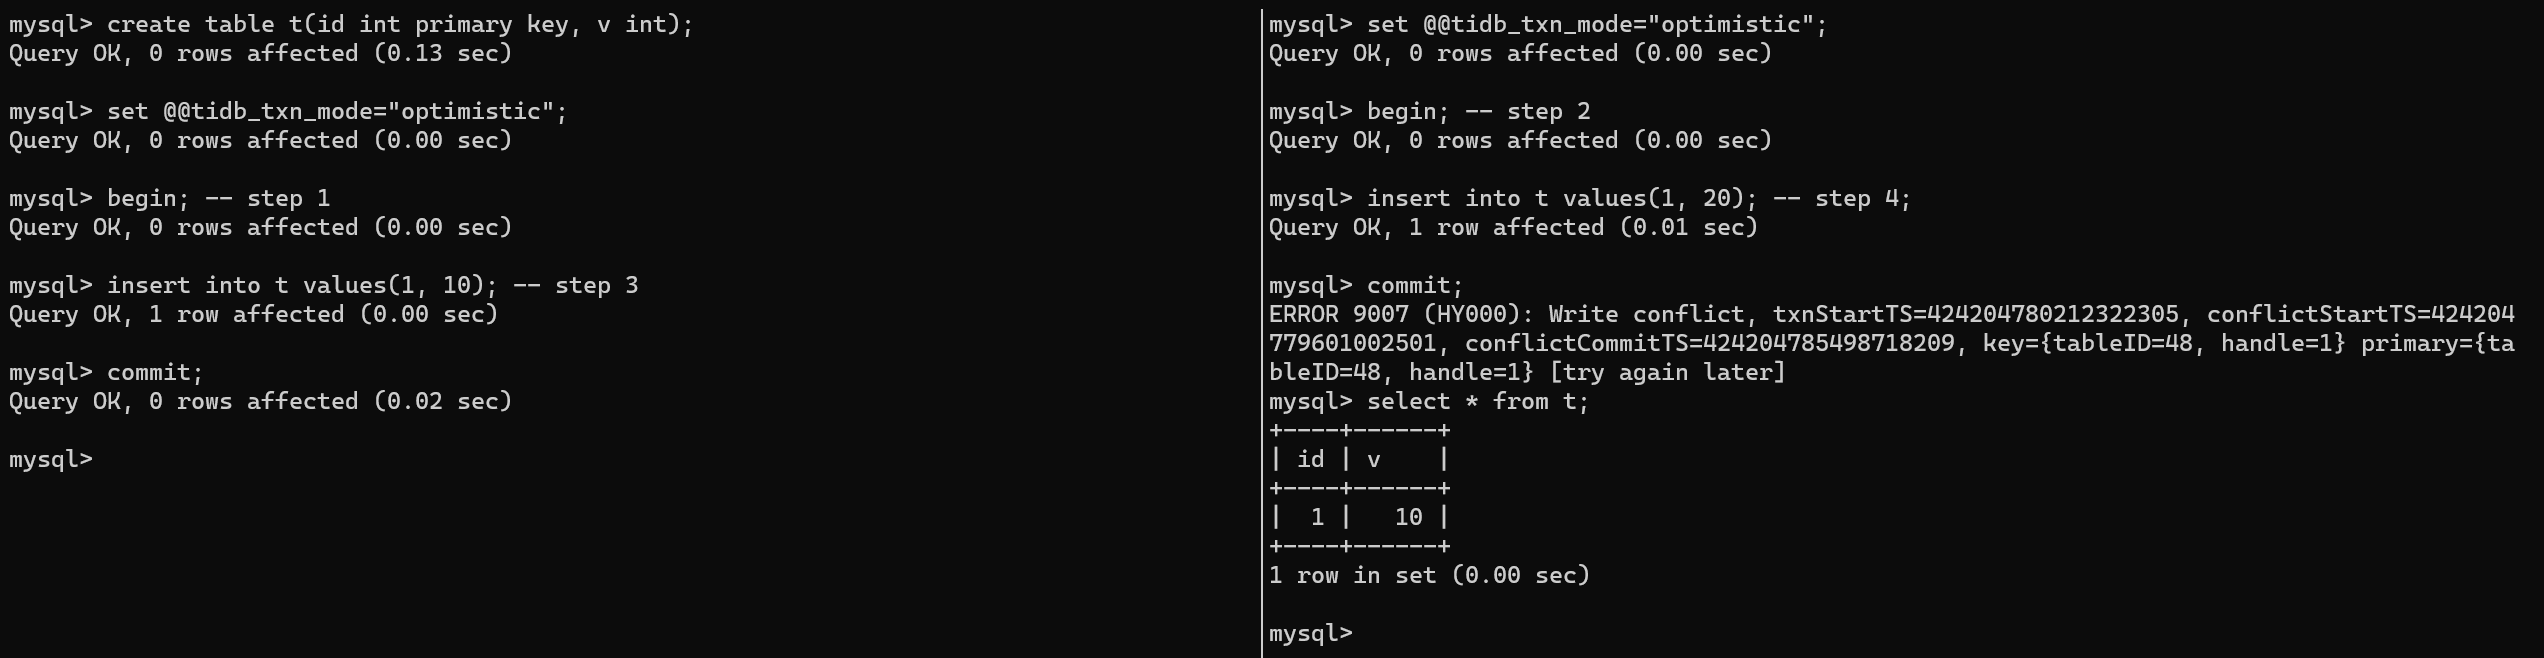 mysql> create table t(id int primary key, v int);
Query OK, 0 rows affected (0.13 sec)
mysql> set @@tidb_txn_mode="optimistic";
Query OK, 0 rows affected (0.00 sec)
mysql> begin; -- step 1
Query OK, 0 rows affected (0.00 sec)
mysql> insert into t values(1, 10); -- step 3
Query OK, 1 row affected (0.00 sec)
mysql> commit;
Query OK, 0 rows affected (0.02 sec)
mysql>
mysql> set @@tidb_txn_mode="optimistic";
Query OK, 0 rows affected (0.00 sec)
mysql> begin; -- step 2
Query OK, 0 rows affected (0.00 sec)
mysql> insert into t values(1, 20); -- step 4;
Query OK, 1 row affected (0.01 sec)
mysql> commit;
ERROR 9007 (HY000): Write conflict, txnStartTS=424204780212322305, conflictStartTS=424204
779601002501, conflictCommitTS=424204785498718209, key={tableID=48, handle=1} primary={ta
bleID=48, handle=1} [try again later]
mysql> select * from t;
+----+------+
| id | v    |
+----+------+
|  1 |   10 |
+----+------+
1 row in set (0.00 sec)
mysql>